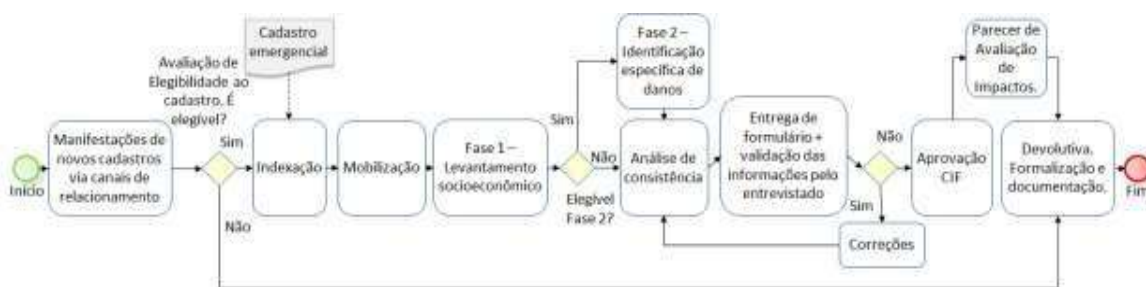 Cadastro
emergencial
Avaliação de
Elegibilidade ao
cadastro. É
elegível?
Início
Manifestações de
novos cadastros
via canais de
relacionamento
Sim
Não
Indexação
Mobilização
Fase 1 –
Levantamento
socioeconômico
Sim
Não
Elegível
Fase 2?
Fase 2 –
Identificação
específica de
danos
Análise de
consistência
Entrega de
formulário +
validação das
informações pelo
entrevistado
Não
Sim
Correções
Aprovação
CIF
Parecer de
Avaliação
de
Impactos.
Devolutiva.
Formalização e
documentação.
Fim